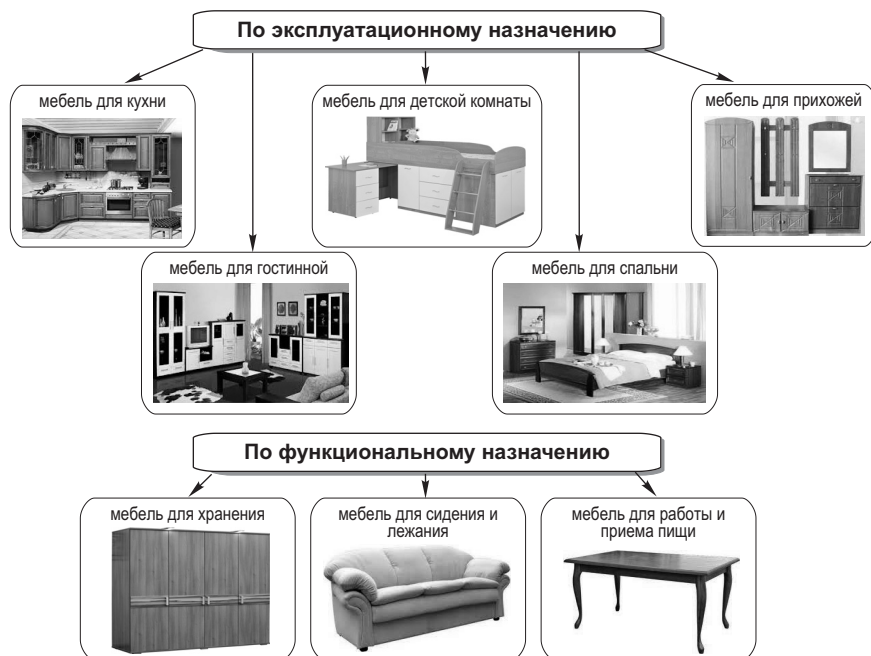 По эксплуатационному назначению
мебель для кухни
мебель для детской комнаты
мебель для прихожей
мебель для гостинной
мебель для спальни
По функциональному назначению
мебель для хранения
мебель для сидения и
лежания
мебель для работы и
приема пищи